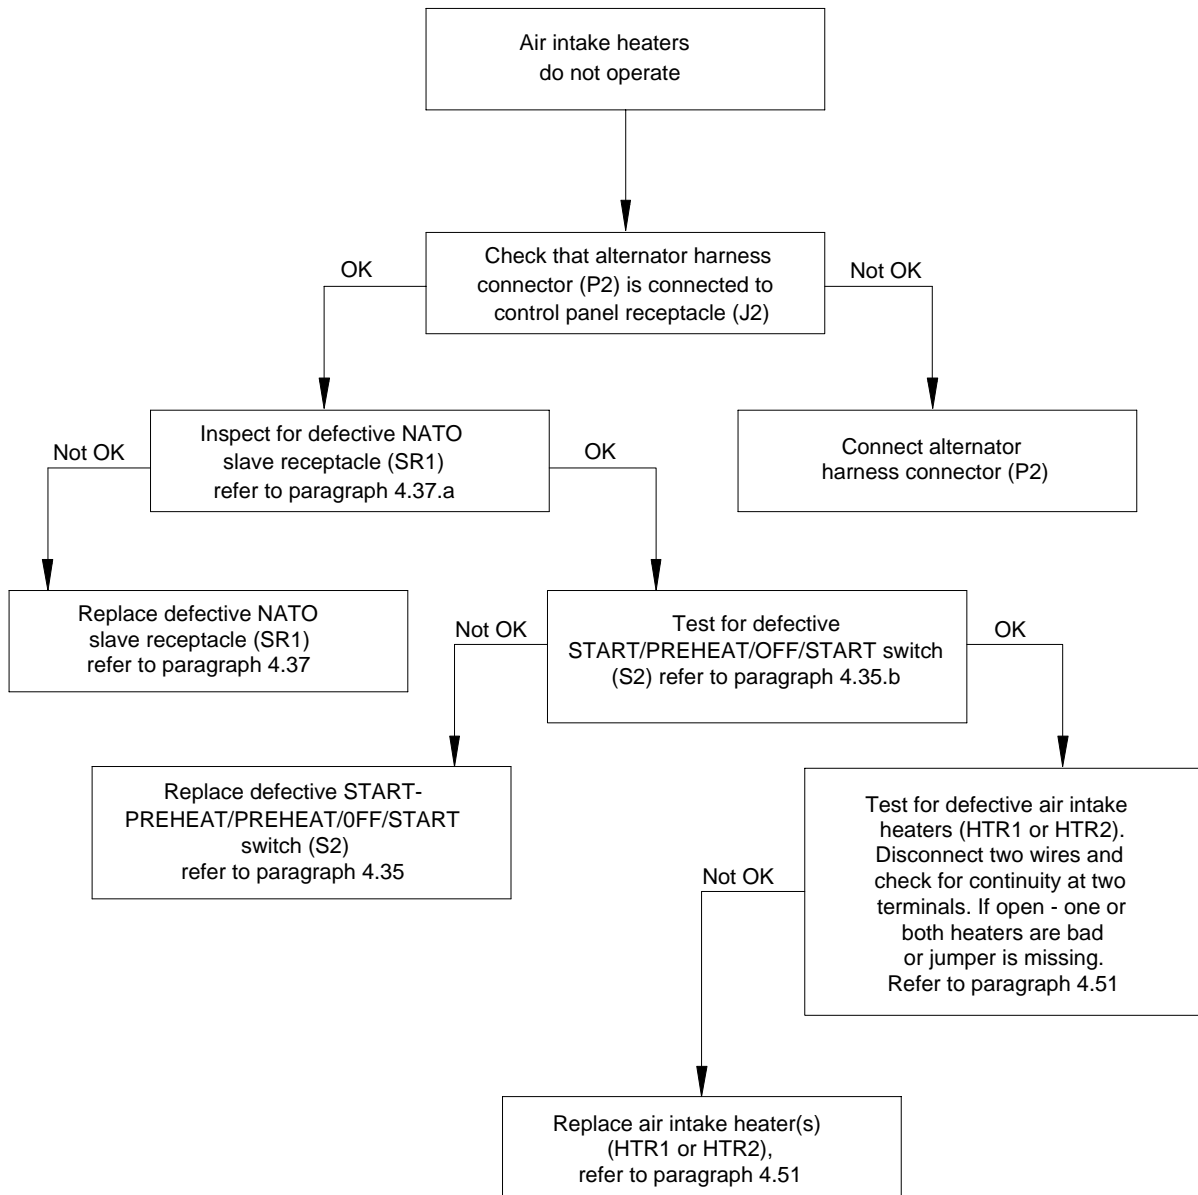 Air intake heaters
do not operate
Check that alternator harness
connector (P2) is connected to
control panel receptacle (J2)
OK
Not OK
Inspect for defective NATO
slave receptacle (SR1)
refer to paragraph 4.37.a
Connect alternator
harness connector (P2)
Not OK
OK
Replace defective NATO
slave receptacle (SR1)
refer to paragraph 4.37
Test for defective
START/PREHEAT/OFF/START switch
(S2) refer to paragraph 4.35.b
Not OK
OK
Replace defective START-
PREHEAT/PREHEAT/0FF/START
switch (S2)
refer to paragraph 4.35
Test for defective air intake
heaters (HTR1 or HTR2).
Disconnect two wires and
check for continuity at two
terminals. If open - one or
both heaters are bad
or jumper is missing.
Refer to paragraph 4.51
Not OK
Replace air intake heater(s)
(HTR1 or HTR2),
refer to paragraph 4.51